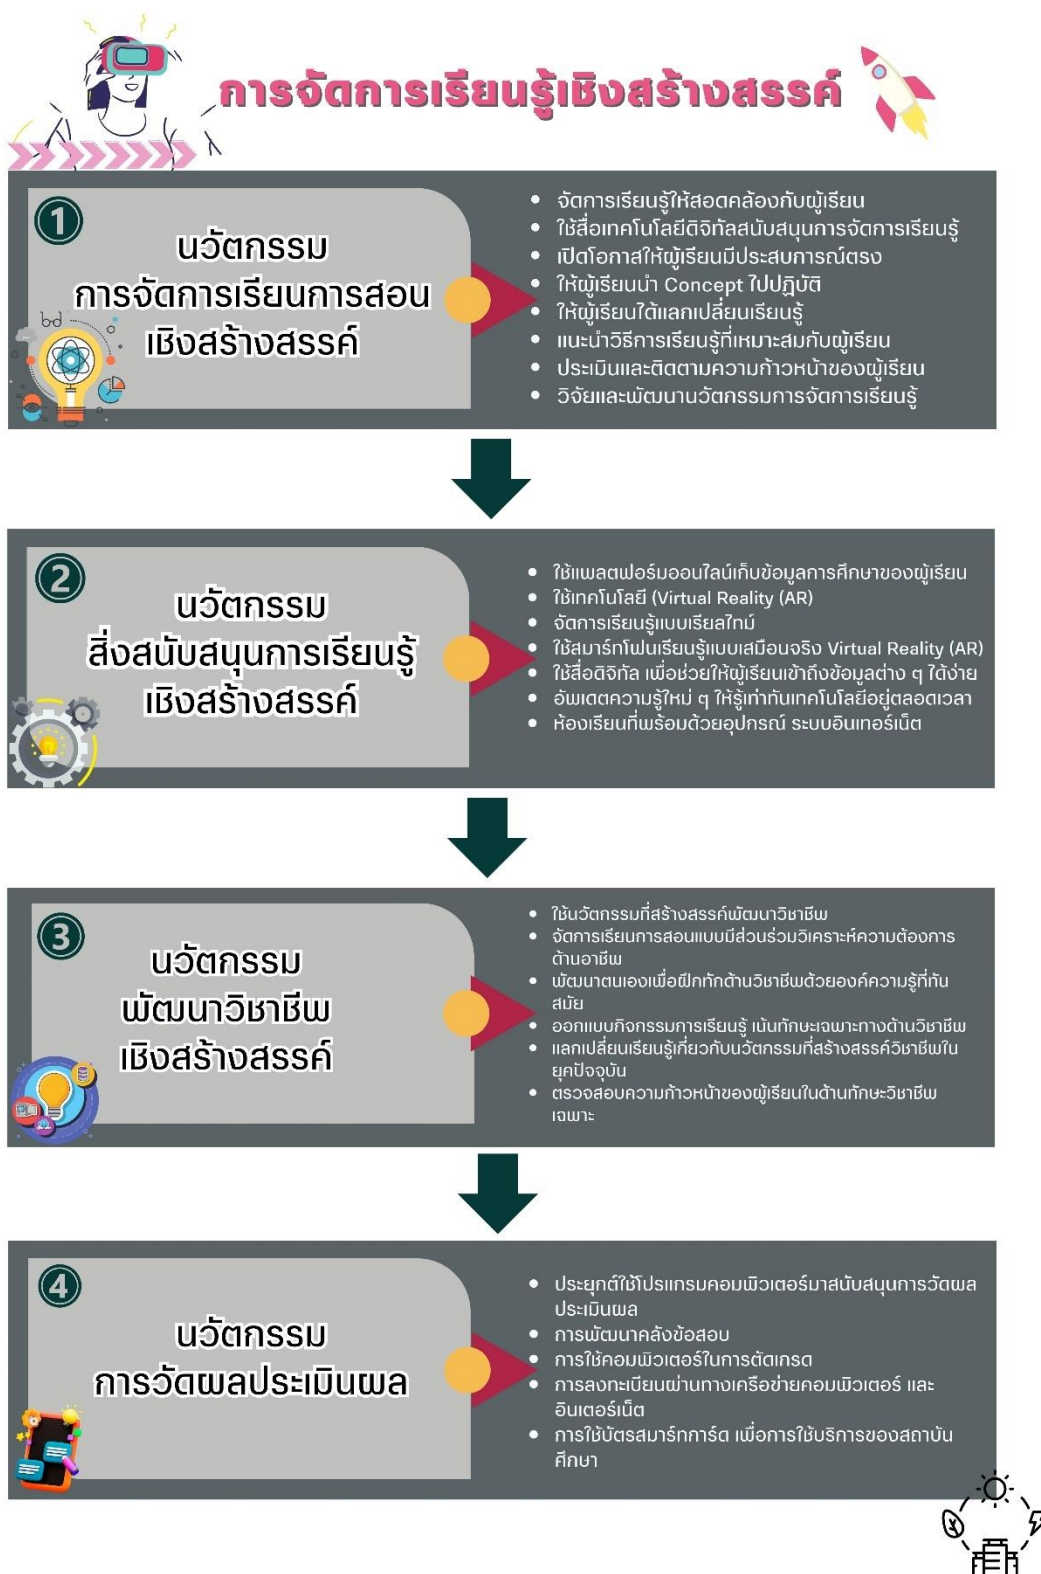 การจัดการเรียนรู้เชิงสร้างสรรค์
1
นวัตกรรม
การจัดการเรียนการสอน
เชิงสร้างสรรค์
• จัดการเรียนรู้ให้สอดคล้องกับผู้เรียน
• ใช้สื่อเทคโนโลยีดิจิทัลสนับสนุนการจัดการเรียนรู้
• เปิดโอกาสให้ผู้เรียนมีประสบการณ์ตรง
• ให้ผู้เรียนนำ Concept ไปปฏิบัติ
• ให้ผู้เรียนได้แลกเปลี่ยนเรียนรู้
• แนะนำวิธีการเรียนรู้ที่เหมาะสมกับผู้เรียน
• ประเมินและติดตามความก้าวหน้าของผู้เรียน
• วิจัยและพัฒนานวัตกรรมการจัดการเรียนรู้
2
นวัตกรรม
สิ่งสนับสนุนการเรียนรู้
เชิงสร้างสรรค์
• ใช้แพลตฟอร์มออนไลน์เก็บข้อมูลการศึกษาของผู้เรียน
• ใช้เทคโนโลยี (Virtual Reality (AR)
• จัดการเรียนรู้แบบเรียลไทม์
• ใช้สมาร์ทโฟนเรียนรู้แบบเสมือนจริง Virtual Reality (AR)
• ใช้สื่อดิจิทัล เพื่อช่วยให้ผู้เรียนเข้าถึงข้อมูลต่าง ๆ ได้ง่าย
• อัพเดตความรู้ใหม่ ๆ ให้รู้เท่าทันเทคโนโลยีอยู่ตลอดเวลา
• ห้องเรียนที่พร้อมด้วยอุปกรณ์ ระบบอินเทอร์เน็ต
3
นวัตกรรม
พัฒนาวิชาชีพ
เชิงสร้างสรรค์
• ใช้นวัตกรรมที่สร้างสรรค์พัฒนาวิชาชีพ
• จัดการเรียนการสอนแบบมีส่วนร่วมวิเคราะห์ความต้องการ
ด้านอาชีพ
• พัฒนาตนเองเพื่อฝึกทักด้านวิชาชีพด้วยองค์ความรู้ที่ทัน
สมัย
• ออกแบบกิจกรรมการเรียนรู้ เน้นทักษะเฉพาะทางด้านวิชาชีพ
• แลกเปลี่ยนเรียนรู้เกี่ยวกับนวัตกรรมที่สร้างสรรค์วิชาชีพใน
ยุคปัจจุบัน
• ตรวจสอบความก้าวหน้าของผู้เรียนในด้านทักษะวิชาชีพ
เฉพาะ
4
นวัตกรรม
การวัดผลประเมินผล
• ประยุกต์ใช้โปรแกรมคอมพิวเตอร์มาสนับสนุนการวัดผล
ประเมินผล
• การพัฒนาคลังข้อสอบ
• การใช้คอมพิวเตอร์ในการตัดเกรด
• การลงทะเบียนผ่านทางเครือข่ายคอมพิวเตอร์ และ
อินเตอร์เน็ต
• การใช้บัตรสมาร์ทการ์ด เพื่อการใช้บริการของสถาบัน
ศึกษา